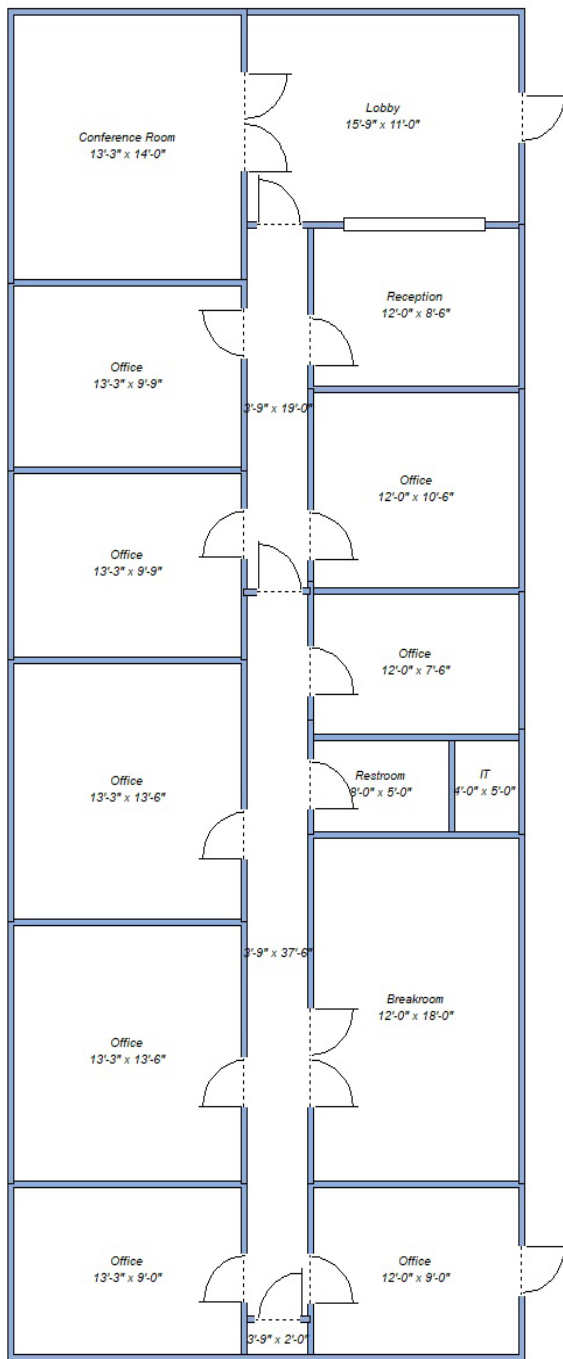 Lobby
15'-9" x 11'-0"
Conference Room
13'-3" x 14'-0"
Reception
12'-0" x 8'-6"
Office
13'-3" x 9'-9"
3'-9" x 19'-0"
Office
12'-0" x 10'-6"
Office
13'-3" x 9'-9"
Office
12'-0" x 7'-6"
Restroom
8'-0" x 5'-0"
IT
4'-0" x 5'-0"
Office
13'-3" x 13'-6"
3'-9" x 37'-6"
Breakroom
12'-0" x 18'-0"
Office
13'-3" x 13'-6"
Office
13'-3" x 9'-0"
Office
12'-0" x 9'-0"
3'-9" x 2'-0"